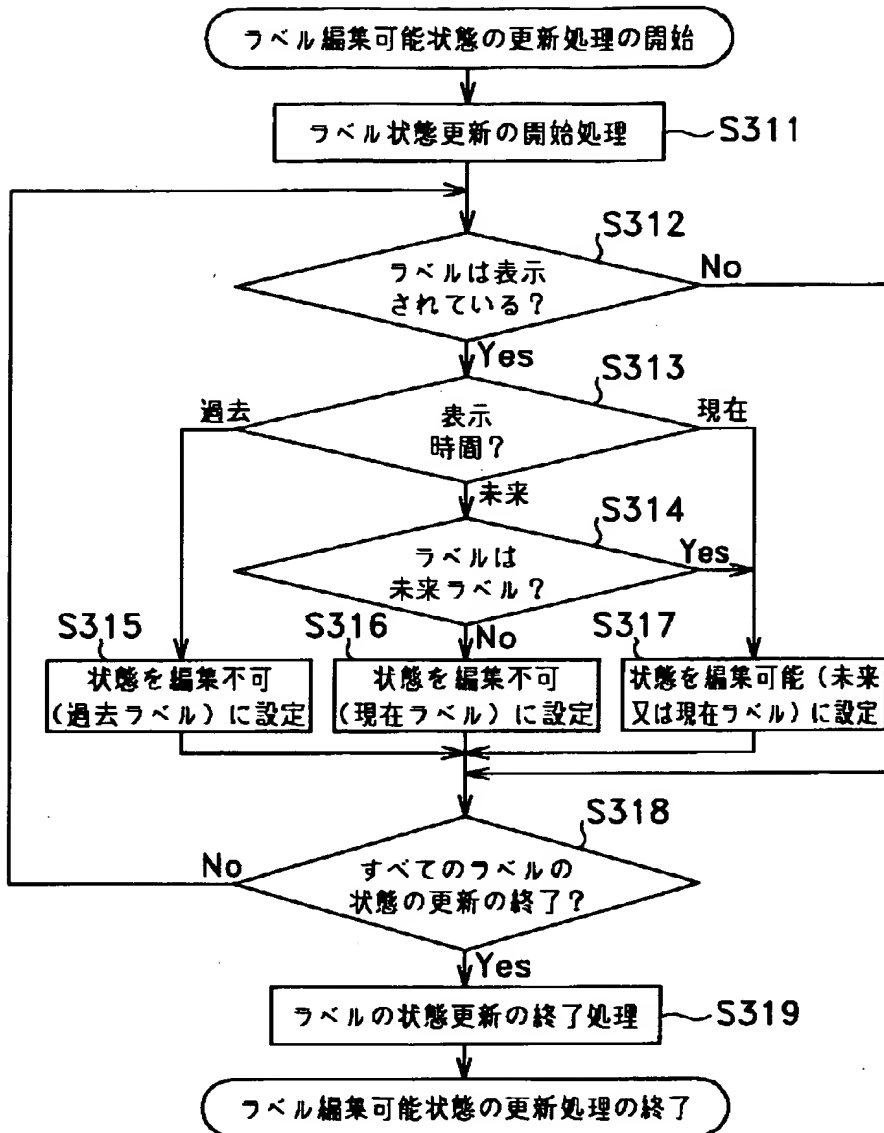 ラベル編集可能状態の更新処理の開始
ラベル状態更新の開始処理
S311
S312
ラベルは表示
されている?
No
Yes
S313
過去
表示
時間?
現在
未来
S314
ラベルは
未来ラベル?
Yes
No
S315
状態を編集不可
(過去ラベル)に設定
S316
状態を編集不可
(現在ラベル)に設定
S317
状態を編集可能(未来
又は現在ラベル)に設定
S318
No
すべてのラベルの
状態の更新の終了?
Yes
ラベルの状態更新の終了処理
S319
ラベル編集可能状態の更新処理の終了